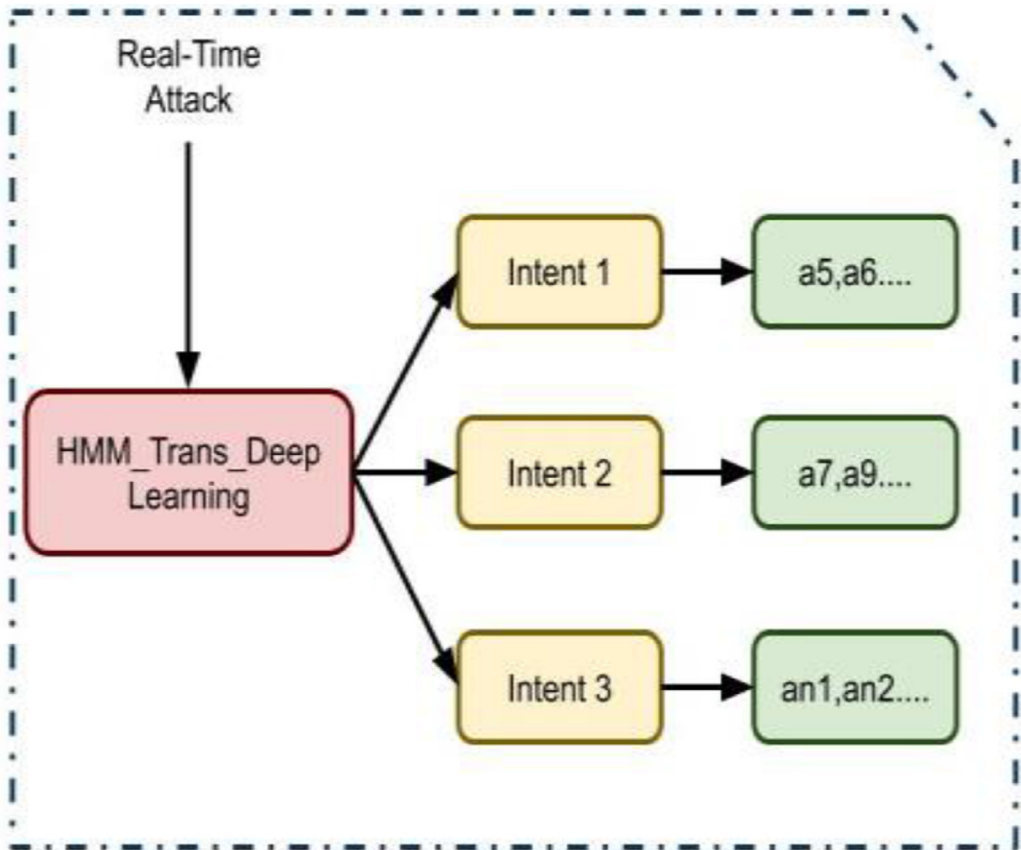 Real-Time
Attack
HMM_Trans_Deep
Learning
Intent 1
a5,a6....
Intent 2
a7,a9....
Intent 3
an1,an2....